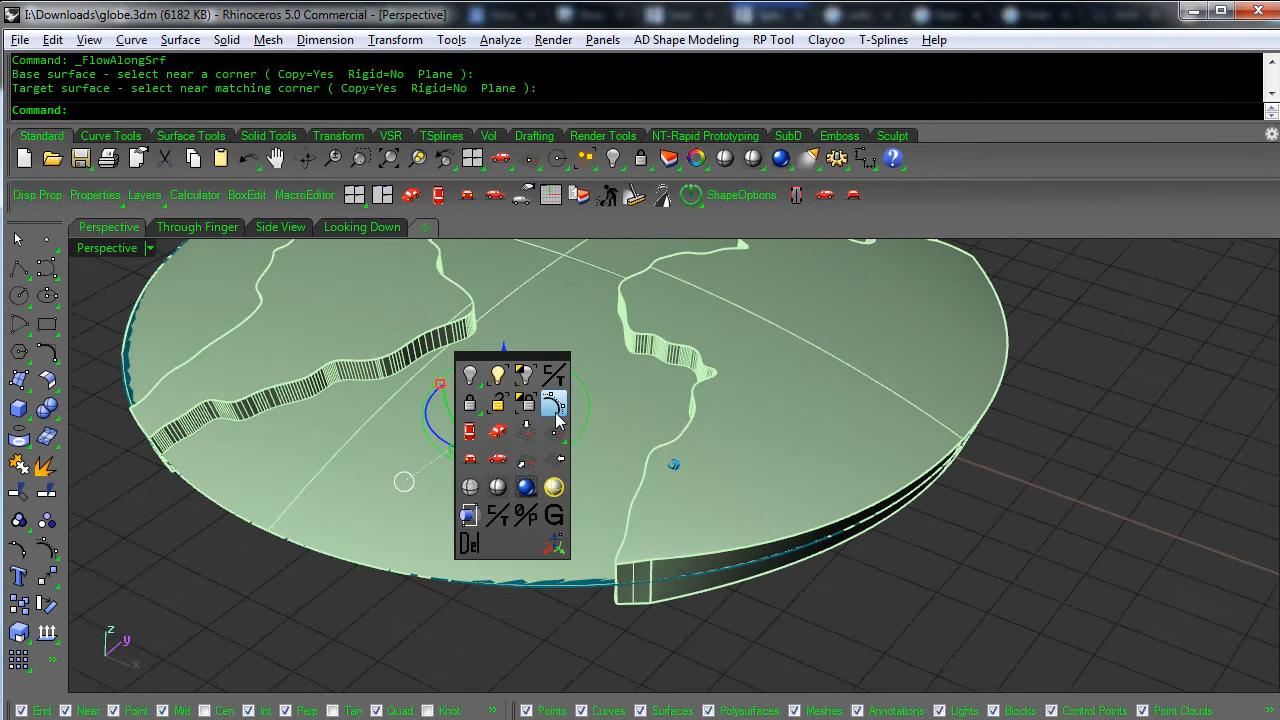 I:\Downloads\globe.3dm (6182 KB) - Rhinoceros 5.0 Commercial - [Perspective]
File Edit View Curve Surface Solid Mesh Dimension Transform Tools Analyze Render Panels AD Shape Modeling RP Tool Clayoo T-Splines Help
Command: _FlowAlongSrf
Base surface - select near a corner ( Copy=Yes Rigid=No Plane ):
Target surface - select near matching corner ( Copy=Yes Rigid=No Plane ):
Command:
Standard Curve Tools Surface Tools Solid Tools Transform VSR TSplines Vol Drafting Render Tools NT-Rapid Prototyping SubD Emboss Sculpt
Disp Prop Properties Layers Calculator BoxEdit MacroEditor ShapeOptions
Perspective Through Finger Side View Looking Down
Perspective
C/T
C/T 0/P G
Del
z
y
x
End Near Point Mid Cen Int Perp Tan Quad Knot » Points Curves Surfaces Polysurfaces Meshes Annotations Lights Blocks Control Points Point Clouds »